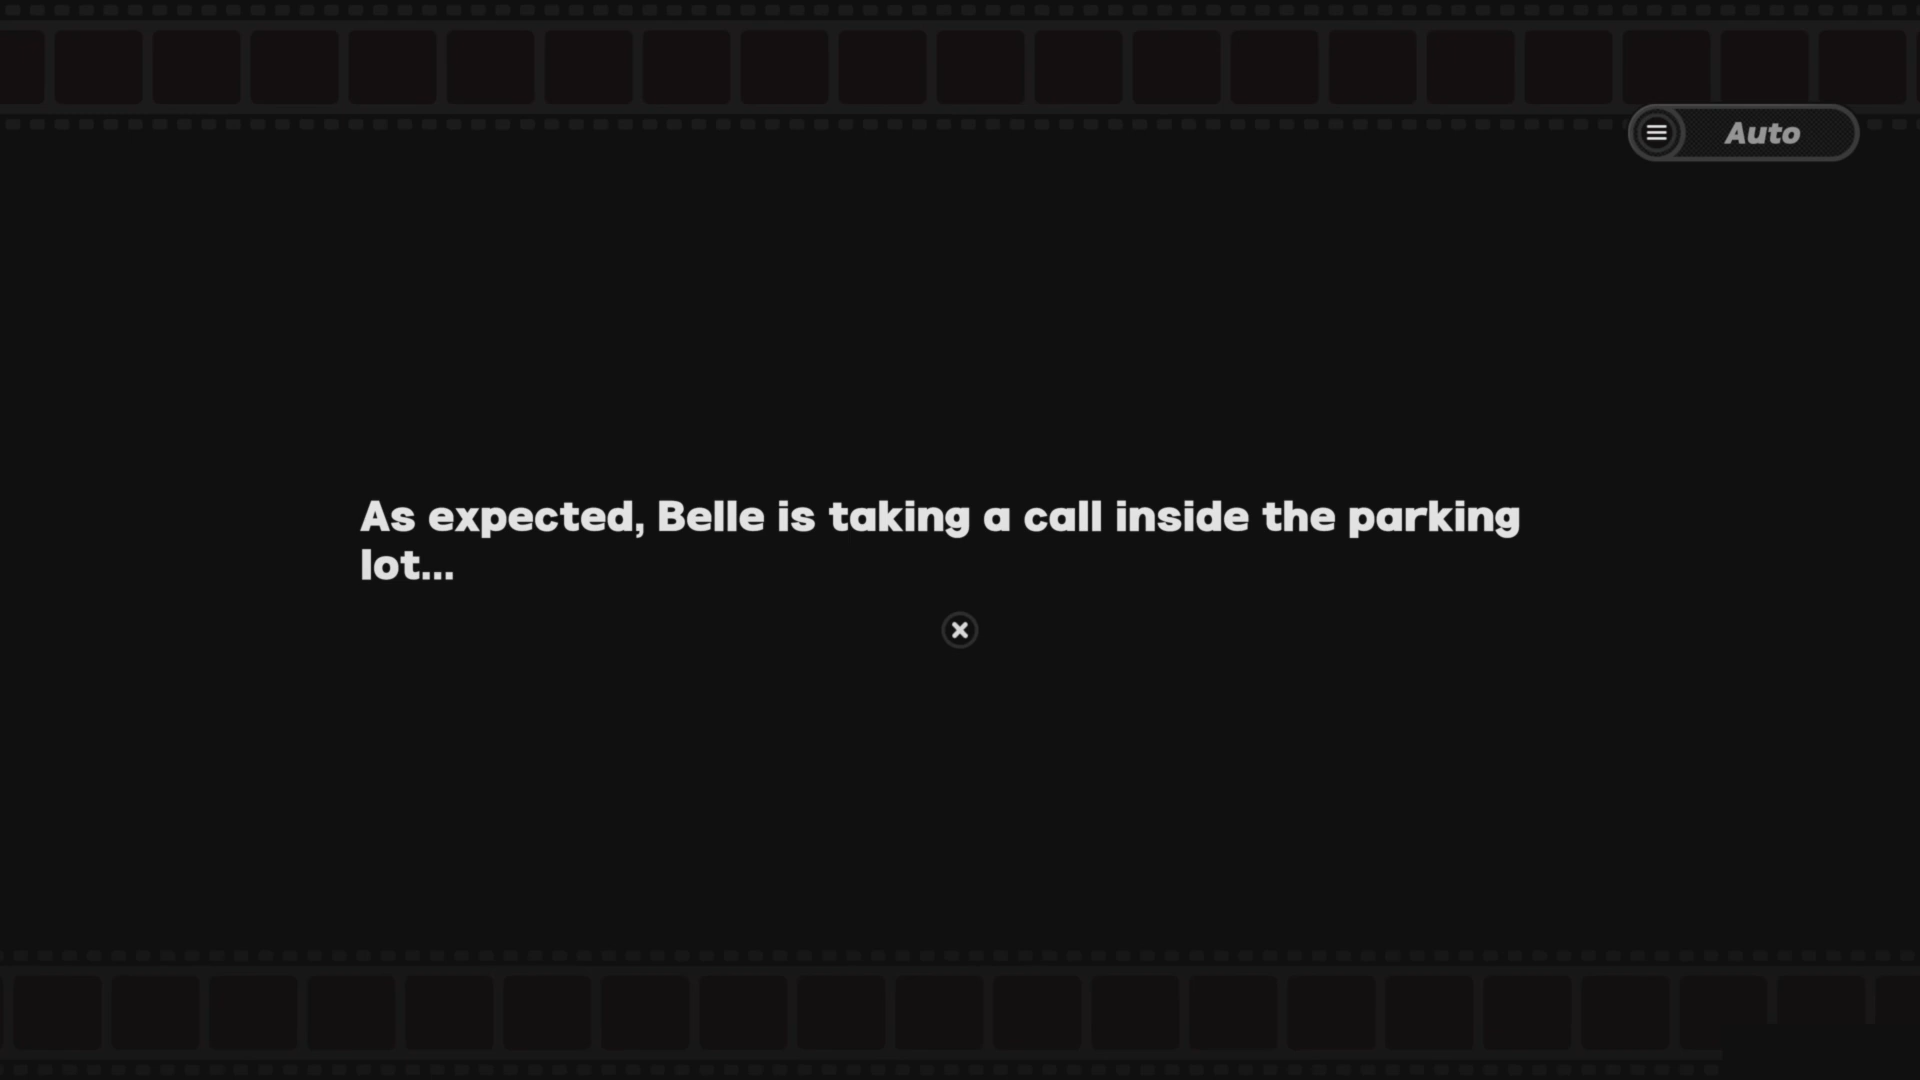 Auto
As expected, Belle is taking a call inside the parking
lot...